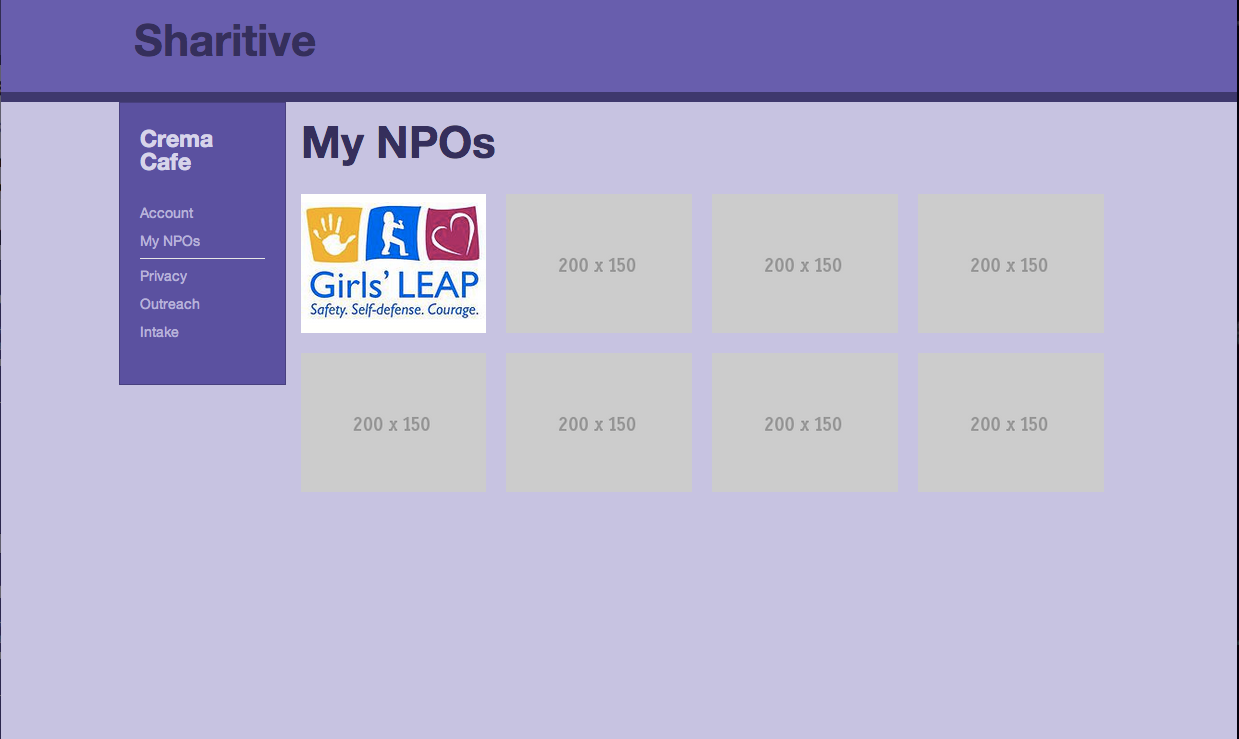 Sharitive
Crema
Cafe
Account
My NPOs
Privacy
Outreach
Intake
My NPOs
Girls' LEAP
Safety. Self-defense. Courage.
200 x 150
200 x 150
200 x 150
200 x 150
200 x 150
200 x 150
200 x 150